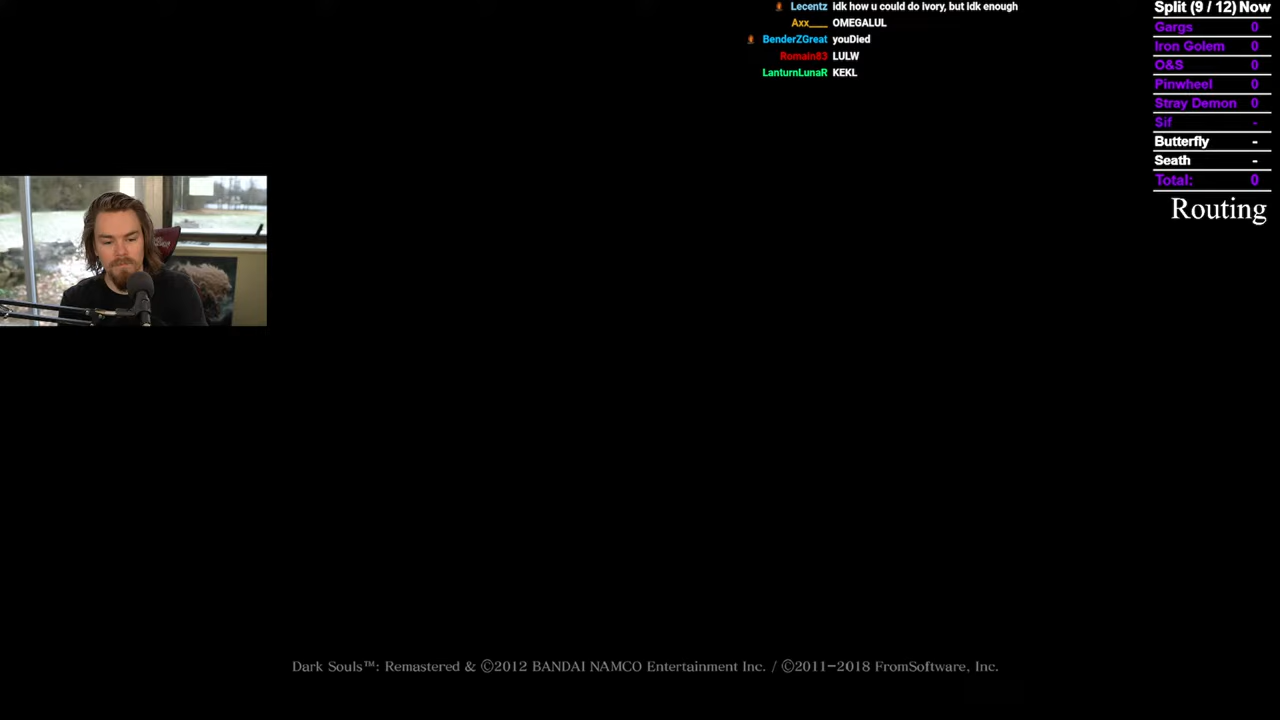 Lecentz idk how u could do ivory, but idk enough
Axx____ OMEGALUL
BenderZGreat youDied
Romain83 LULW
LanturnLunaR KEKL
Split (9 / 12) Now
Gargs 0
Iron Golem 0
O&S 0
Pinwheel 0
Stray Demon 0
Sif -
Butterfly -
Seath -
Total: 0
Routing
Dark Souls™: Remastered & ©2012 BANDAI NAMCO Entertainment Inc. / ©2011-2018 FromSoftware, Inc.